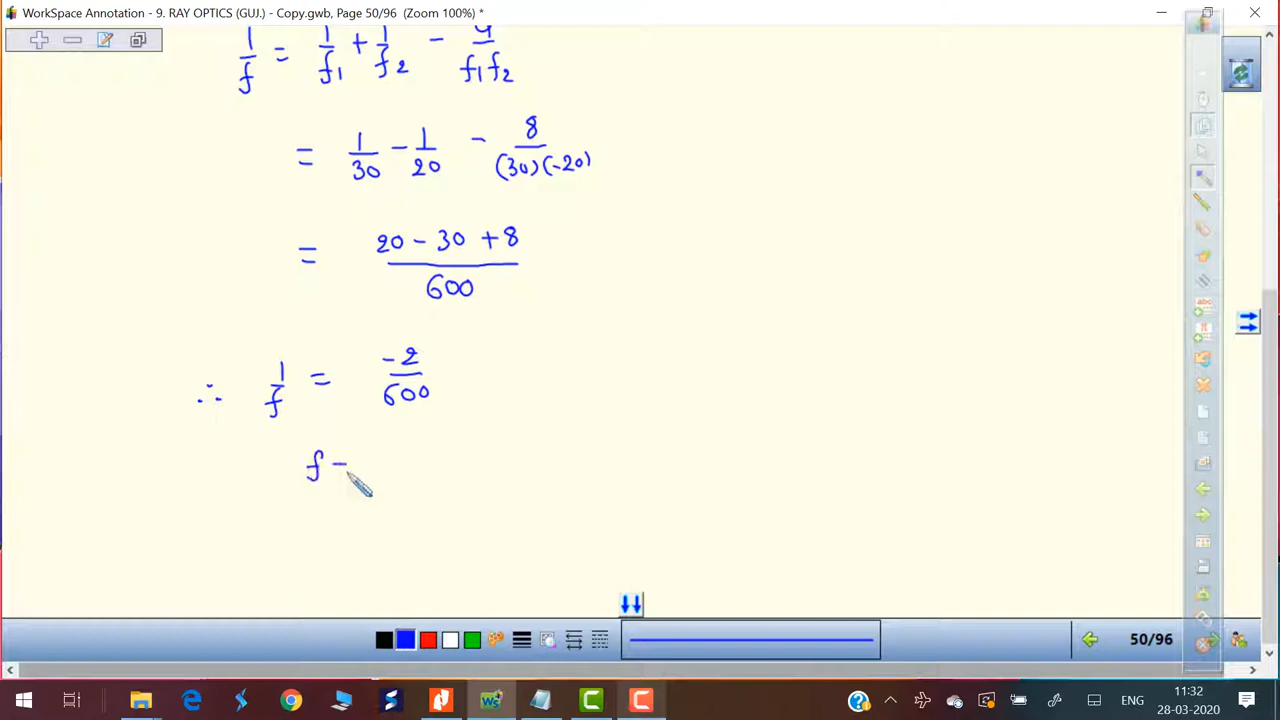 WorkSpace Annotation - 9. RAY OPTICS (GUJ.) - Copy.gwb, Page 50/96 (Zoom 100%) *
1/f = 1/f₁ + 1/f₂ - 4/f₁f₂
= 1/30 - 1/20 - 8/(30)(-20)
= 20 - 30 + 8/600
∴ 1/f = -2/600
f -
50/96
ENG
11:32
28-03-2020